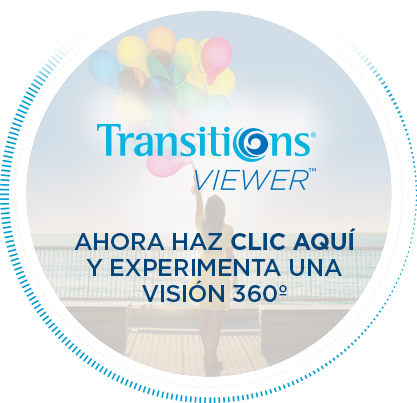 Transitions®
VIEWER™
AHORA HAZ CLIC AQUÍ
Y EXPERIMENTA UNA
VISIÓN 360º